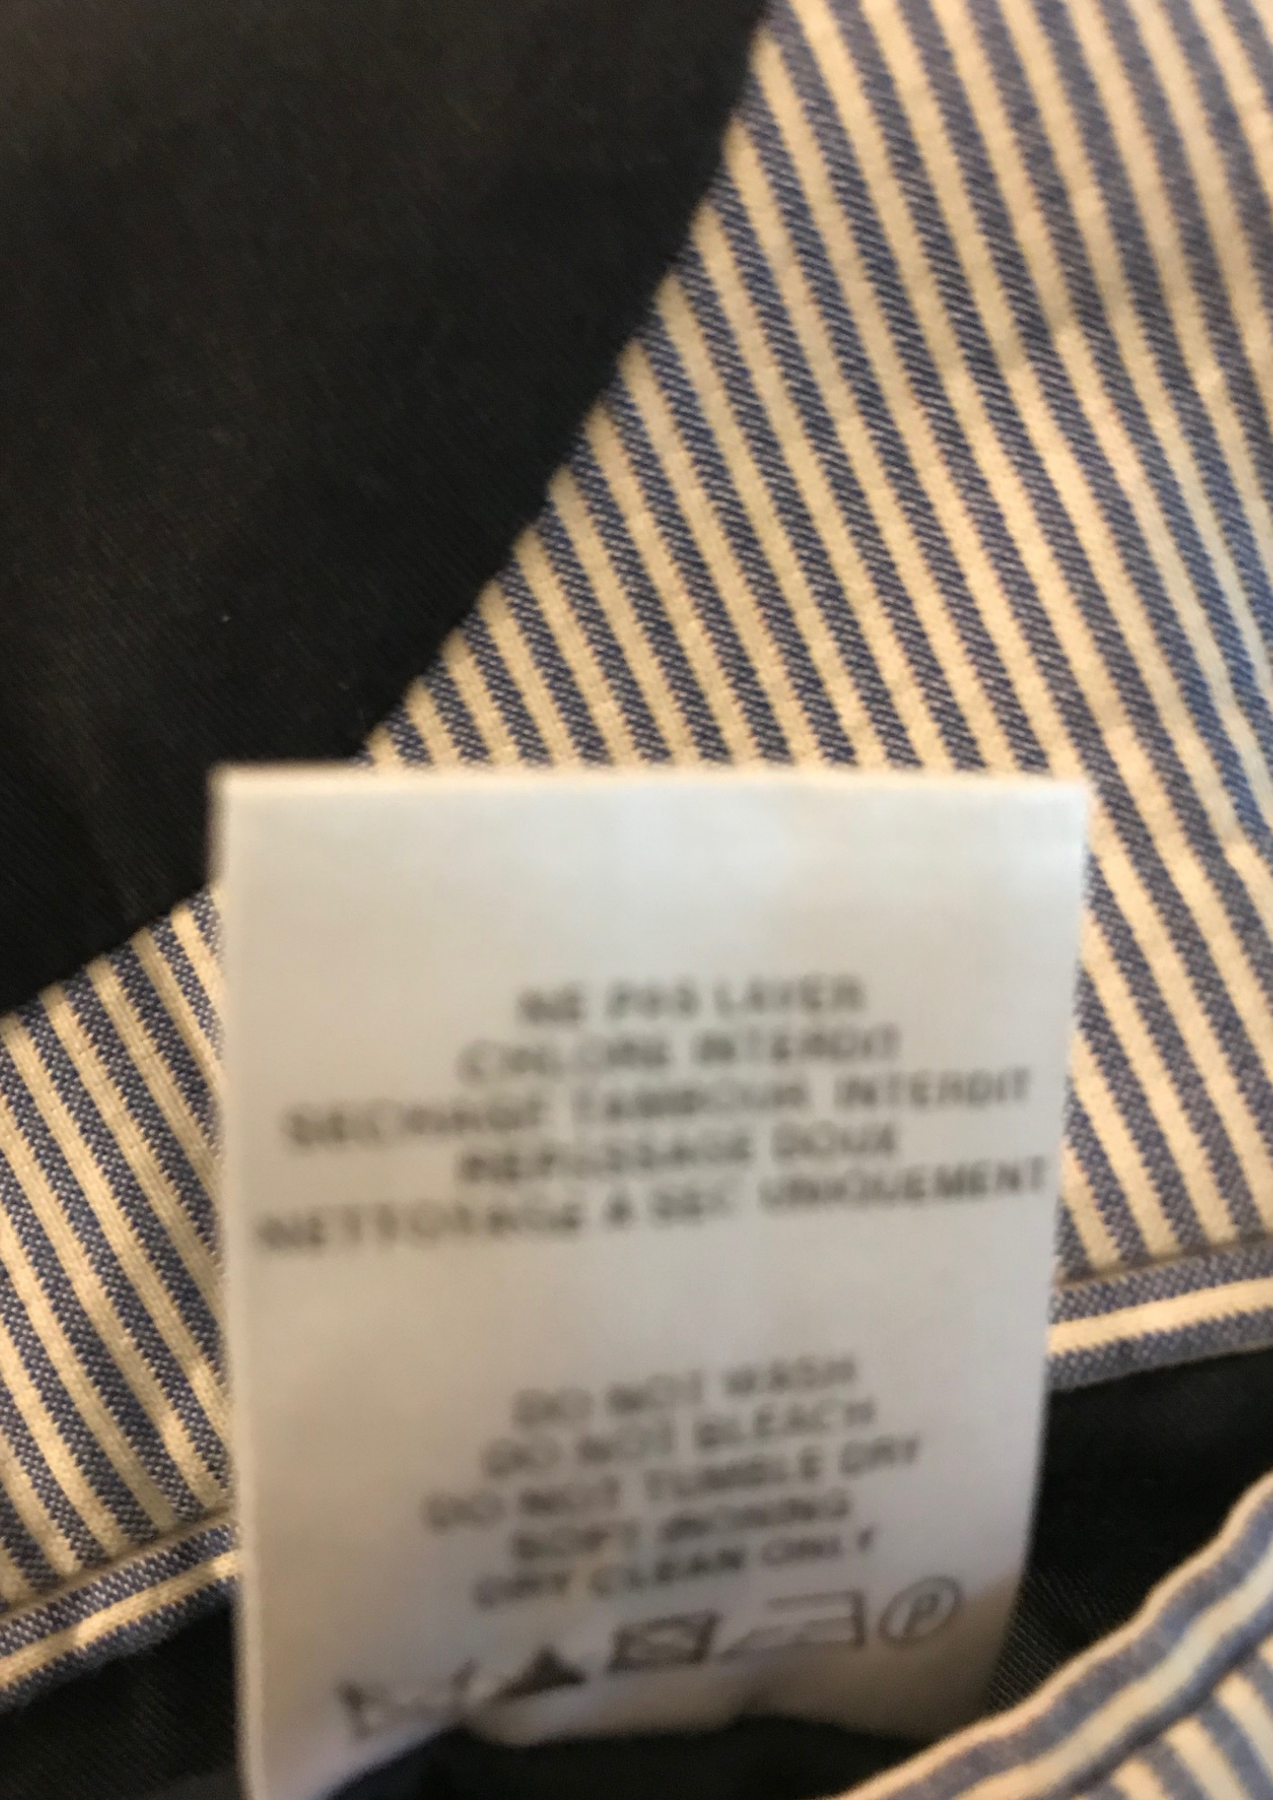 NE PAS LAVER
CHLORE INTERDIT
SECHAGE TAMBOUR INTERDIT
REPASSAGE DOUX
NETTOYAGE A SEC UNIQUEMENT
DO NOT WASH
DO NOT BLEACH
DO NOT TUMBLE DRY
SOFT IRONING
DRY CLEAN ONLY
P